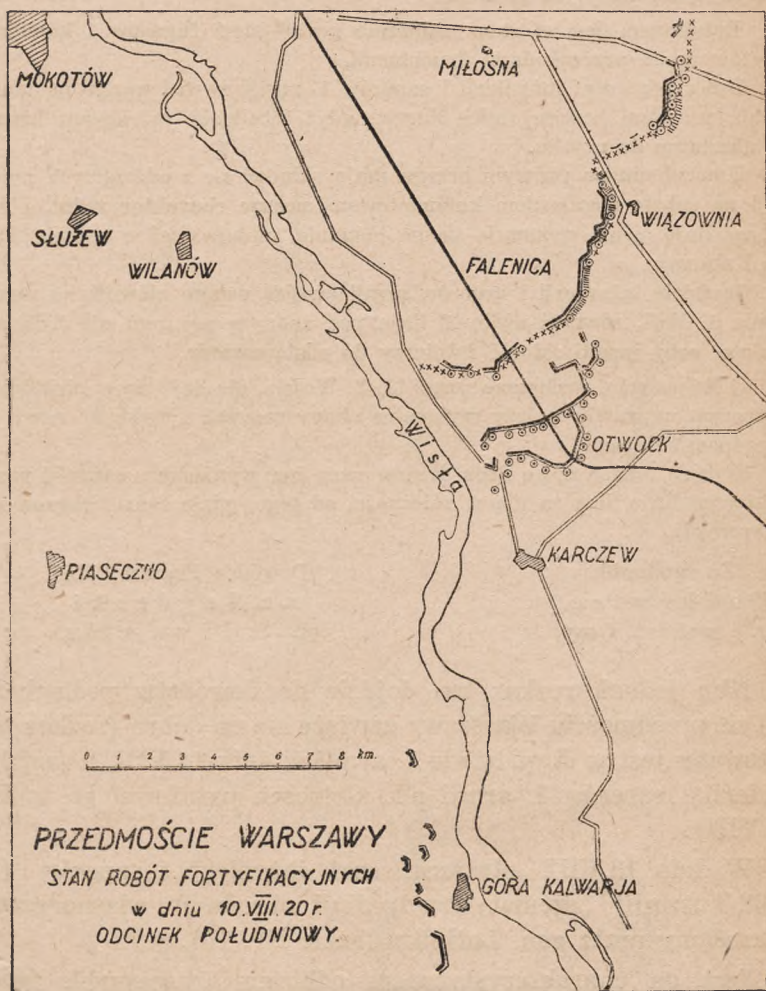 MOKOTÓW
MIŁOSNA
SŁUŻEW
WILANÓW
WIĄZOWNIA
FALENICA
Wisła
OTWOCK
PIASECZNO
KARCZEW
0 1 2 3 4 5 6 7 8 km.
PRZEDMOŚCIE WARSZAWY
STAN ROBÓT FORTYFIKACYJNYCH
w dniu 10.VIII.20 r.
ODCINEK POŁUDNIOWY.
GÓRA KALWARJA